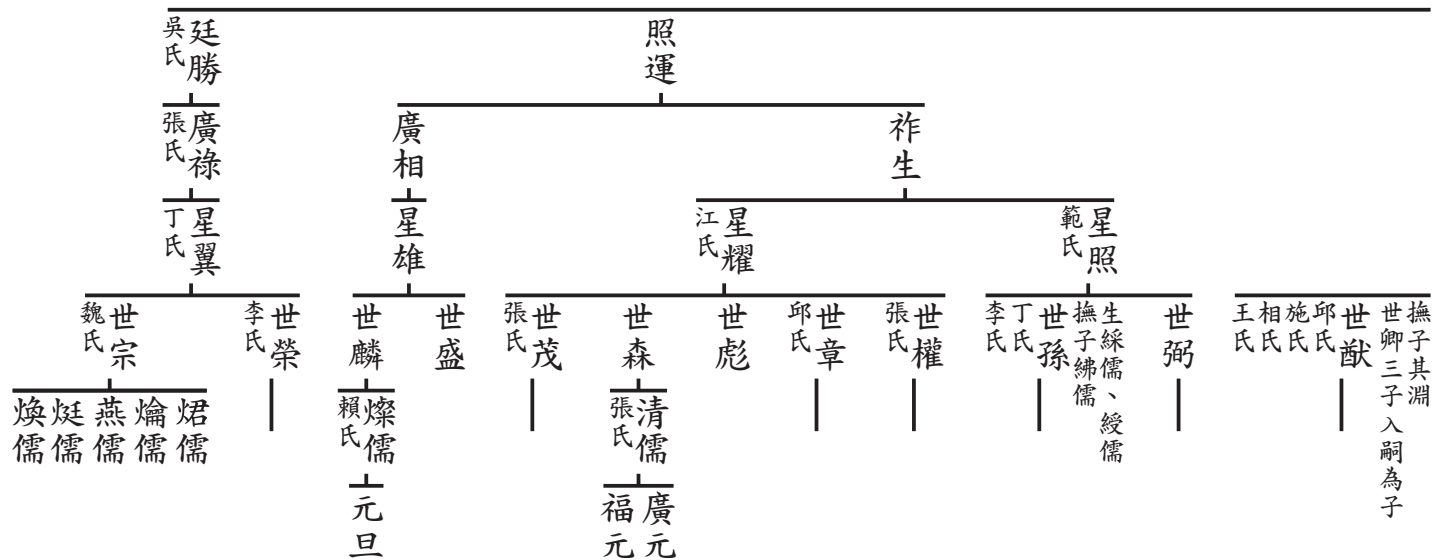 照運
廷勝
吳氏
祚生
廣相
廣祿
張氏
星照
範氏
星耀
江氏
星雄
星翼
丁氏
撫子其淵
世卿三子入嗣為子
世猷
邱氏
施氏
相氏
王氏
世弼
生綵儒、綬儒
撫子紼儒
世孫
丁氏
李氏
世權
張氏
世章
邱氏
世彪
世森
世茂
張氏
世盛
世麟
世榮
李氏
世宗
魏氏
清儒
張氏
燦儒
賴氏
燕儒
烶儒
煥儒
廣元
福元
元旦